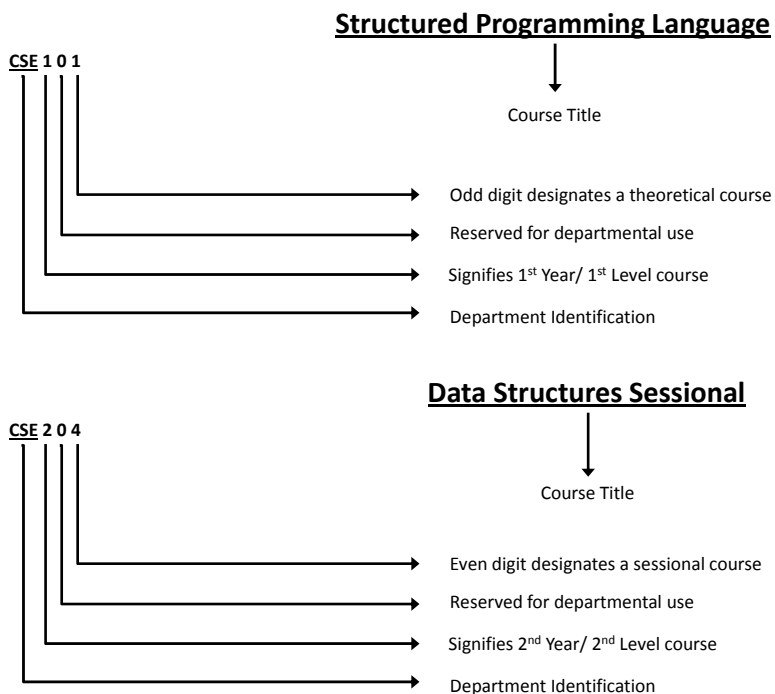 Structured Programming Language
CSE 1 0 1
Course Title
Odd digit designates a theoretical course
Reserved for departmental use
Signifies 1st Year/ 1st Level course
Department Identification
Data Structures Sessional
CSE 2 0 4
Course Title
Even digit designates a sessional course
Reserved for departmental use
Signifies 2nd Year/ 2nd Level course
Department Identification